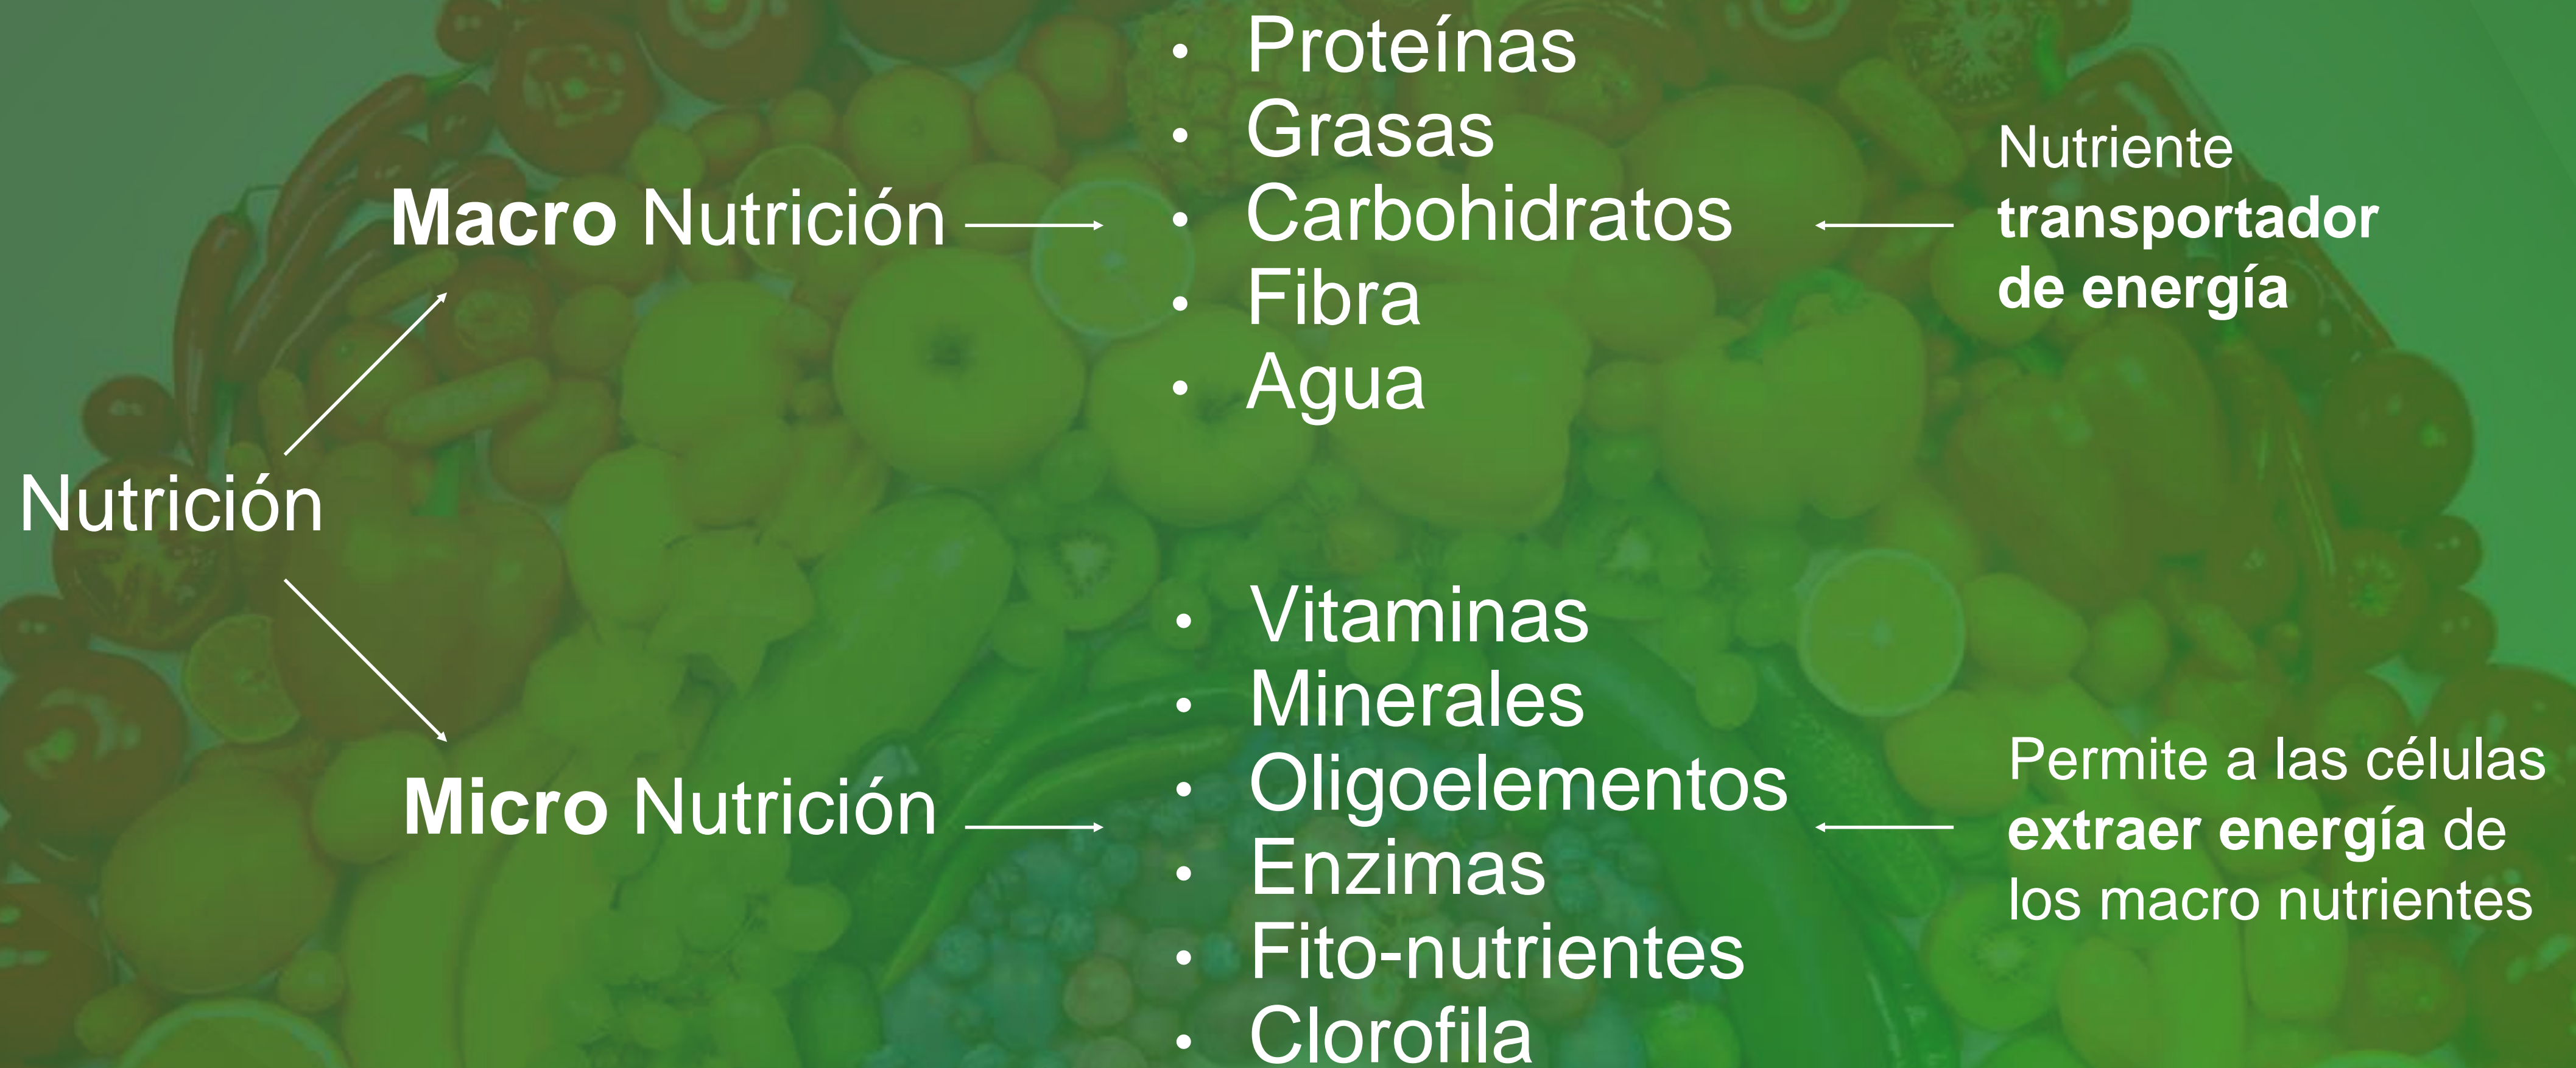 Nutrición
Macro Nutrición
• Proteínas
• Grasas
• Carbohidratos
• Fibra
• Agua
Nutriente
transportador
de energía
Micro Nutrición
• Vitaminas
• Minerales
• Oligoelementos
• Enzimas
• Fito-nutrientes
• Clorofila
Permite a las células
extraer energía de
los macro nutrientes